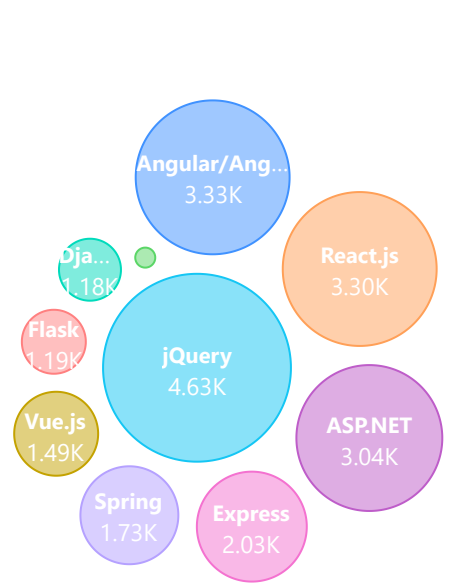 Angular/Ang...
3.33K
React.js
3.30K
Dja...
1.18K
Flask
1.19K
jQuery
4.63K
Vue.js
1.49K
ASP.NET
3.04K
Spring
1.73K
Express
2.03K